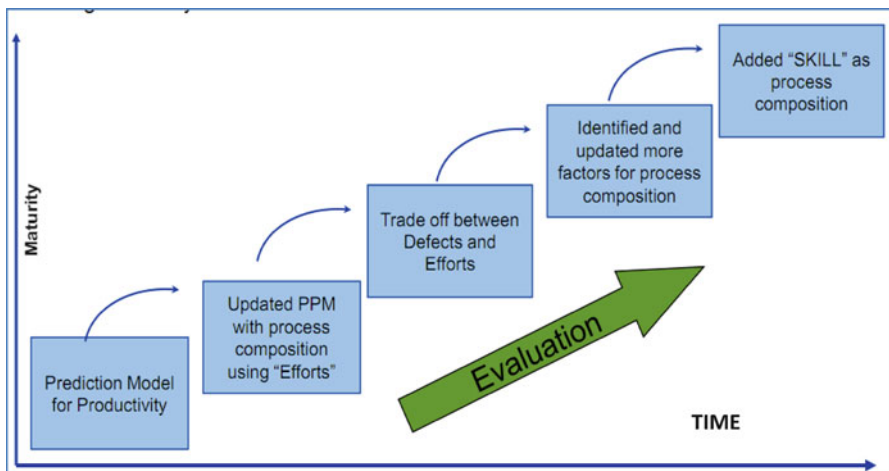 Maturity
Prediction Model
for Productivity
Updated PPM
with process
composition
using “Efforts”
Trade off between
Defects and
Efforts
Identified and
updated more
factors for process
composition
Added “SKILL” as
process
composition
Evaluation
TIME